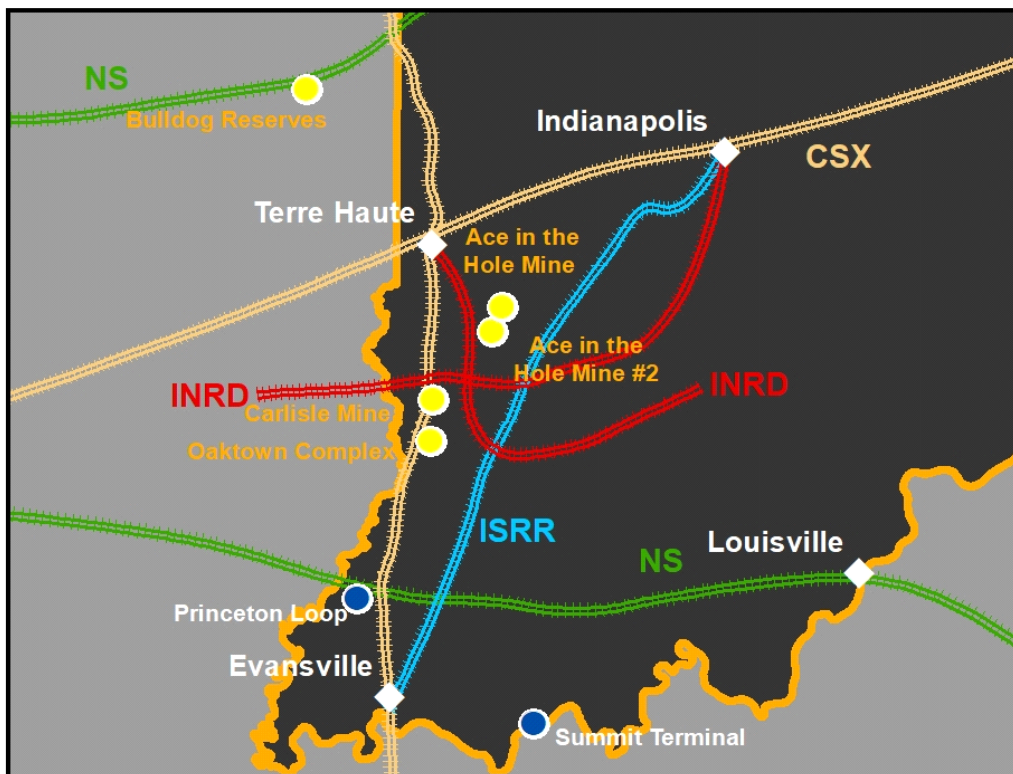 NS
Bulldog Reserves
Indianapolis
CSX
Terre Haute
Ace in the
Hole Mine
Ace in the
Hole Mine #2
INRD
INRD
Carlisle Mine
Oaktown Complex
ISRR
Louisville
NS
Princeton Loop
Evansville
Summit Terminal